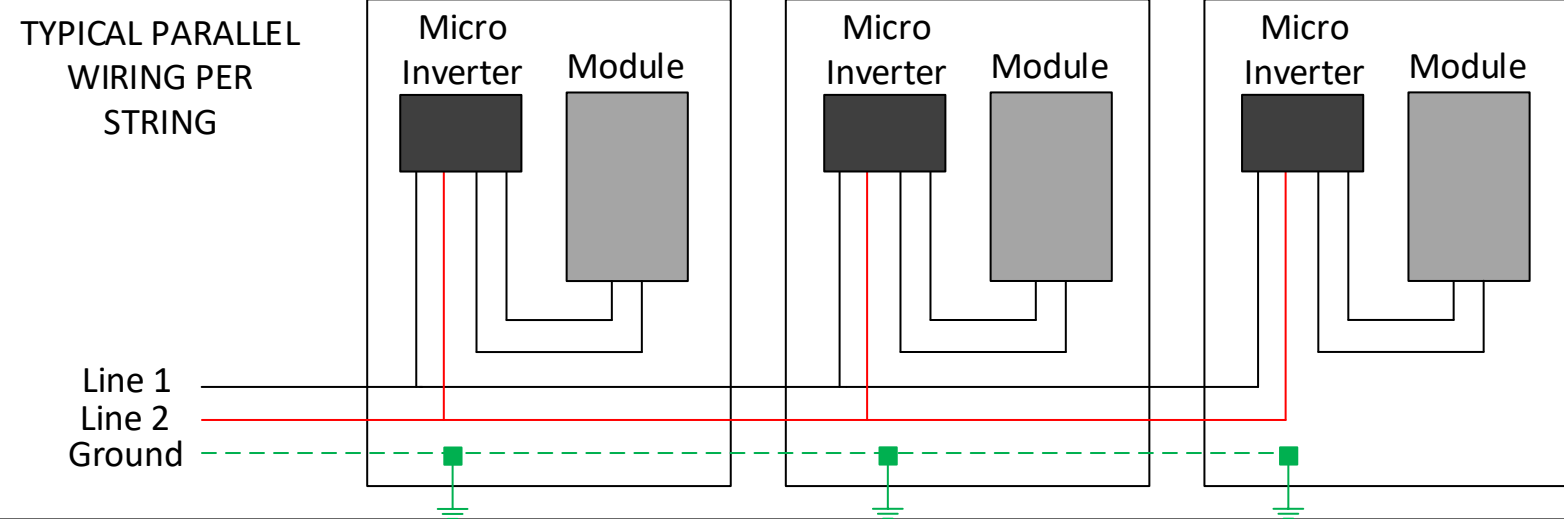 TYPICAL PARALLEL
WIRING PER
STRING
Micro
Inverter
Module
Micro
Inverter
Module
Micro
Inverter
Module
Line 1
Line 2
Ground